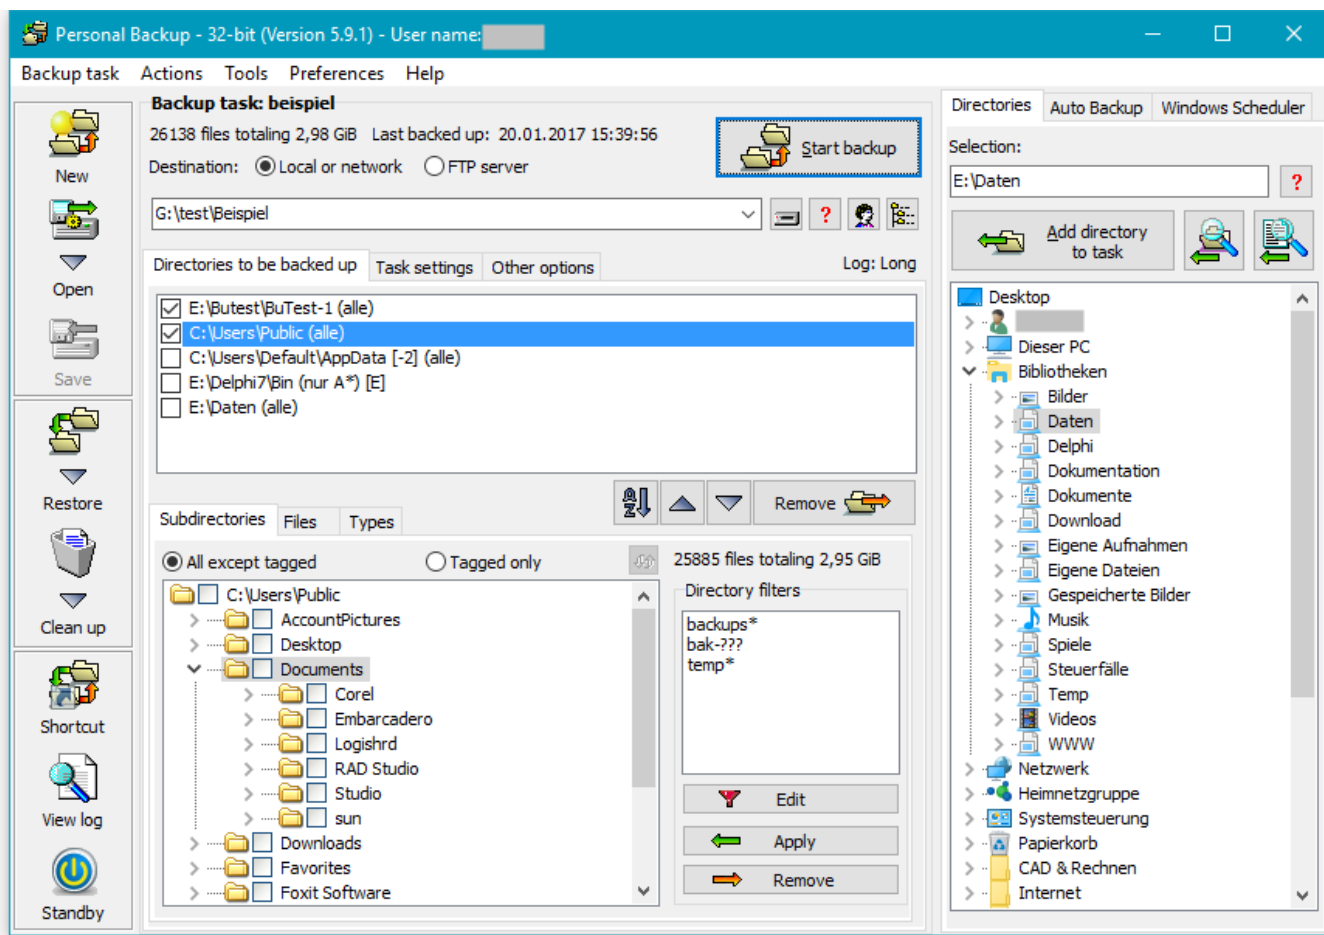 Personal Backup - 32-bit (Version 5.9.1) - User name:
Backup task Actions Tools Preferences Help
New
Open
Save
Restore
Clean up
Shortcut
View log
Standby
Backup task: beispiel
26138 files totaling 2,98 GiB Last backed up: 20.01.2017 15:39:56
Destination: Local or network FTP server
Start backup
G:\test\Beispiel
?
Directories to be backed up Task settings Other options Log: Long
E:\Butest\BuTest-1 (alle)
C:\Users\Public (alle)
C:\Users\Default\AppData [-2] (alle)
E:\Delphi7\Bin (nur A*) [E]
E:\Daten (alle)
A
Z
Remove
Subdirectories Files Types
All except tagged Tagged only 25885 files totaling 2,95 GiB
C:\Users\Public
AccountPictures
Desktop
Documents
Corel
Embarcadero
Logishrd
RAD Studio
Studio
sun
Downloads
Favorites
Foxit Software
Directory filters
backups*
bak-???
temp*
Edit
Apply
Remove
Directories Auto Backup Windows Scheduler
Selection:
E:\Daten
?
Add directory
to task
Desktop
Dieser PC
Bibliotheken
Bilder
Daten
Delphi
Dokumentation
Dokumente
Download
Eigene Aufnahmen
Eigene Dateien
Gespeicherte Bilder
Musik
Spiele
Steuerfälle
Temp
Videos
WWW
Netzwerk
Heimnetzgruppe
Systemsteuerung
Papierkorb
CAD & Rechnen
Internet